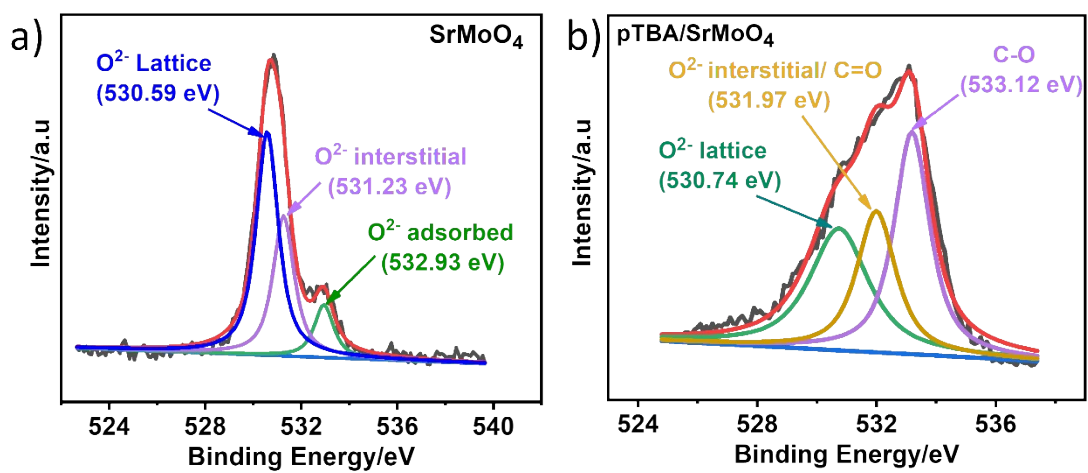 a)
SrMoO₄
O²⁻ Lattice
(530.59 eV)
O²⁻ interstitial
(531.23 eV)
O²⁻ adsorbed
(532.93 eV)
Intensity/a.u
524
528
532
536
540
Binding Energy/eV
b)
pTBA/SrMoO₄
C-O
(533.12 eV)
O²⁻ interstitial/ C=O
(531.97 eV)
O²⁻ lattice
(530.74 eV)
Intensity/a.u
524
528
532
536
Binding Energy/eV